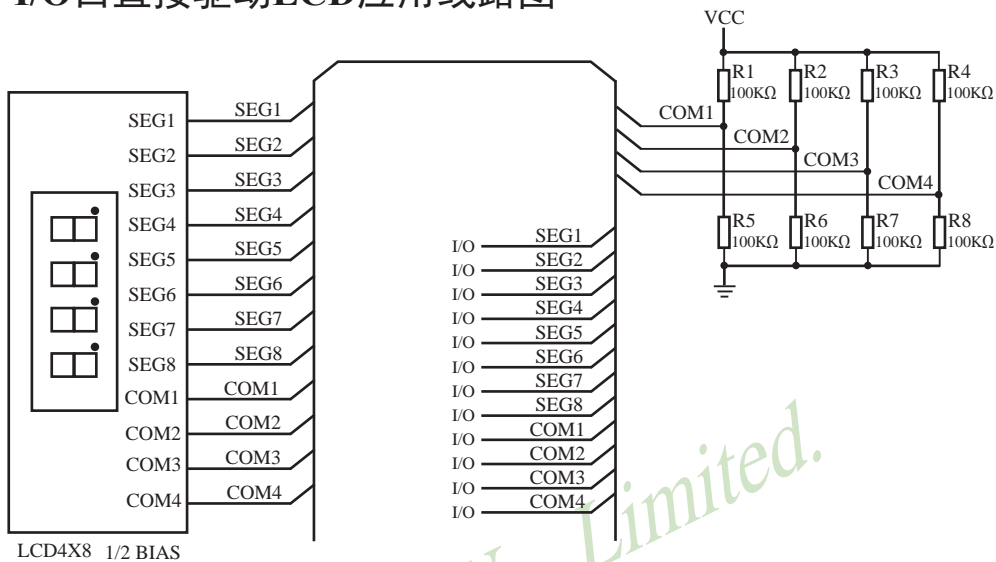 I/O口直接驱动LCD应用线路图
VCC
R1
100KΩ
R2
100KΩ
R3
100KΩ
R4
100KΩ
COM1
COM2
COM3
COM4
R5
100KΩ
R6
100KΩ
R7
100KΩ
R8
100KΩ
SEG1 SEG1
SEG2 SEG2
SEG3 SEG3
SEG4 SEG4
SEG5 SEG5
SEG6 SEG6
SEG7 SEG7
SEG8 SEG8
COM1 COM1
COM2 COM2
COM3 COM3
COM4 COM4
I/O SEG1
I/O SEG2
I/O SEG3
I/O SEG4
I/O SEG5
I/O SEG6
I/O SEG7
I/O SEG8
I/O COM1
I/O COM2
I/O COM3
I/O COM4
LCD4X8 1/2 BIAS
Limited.